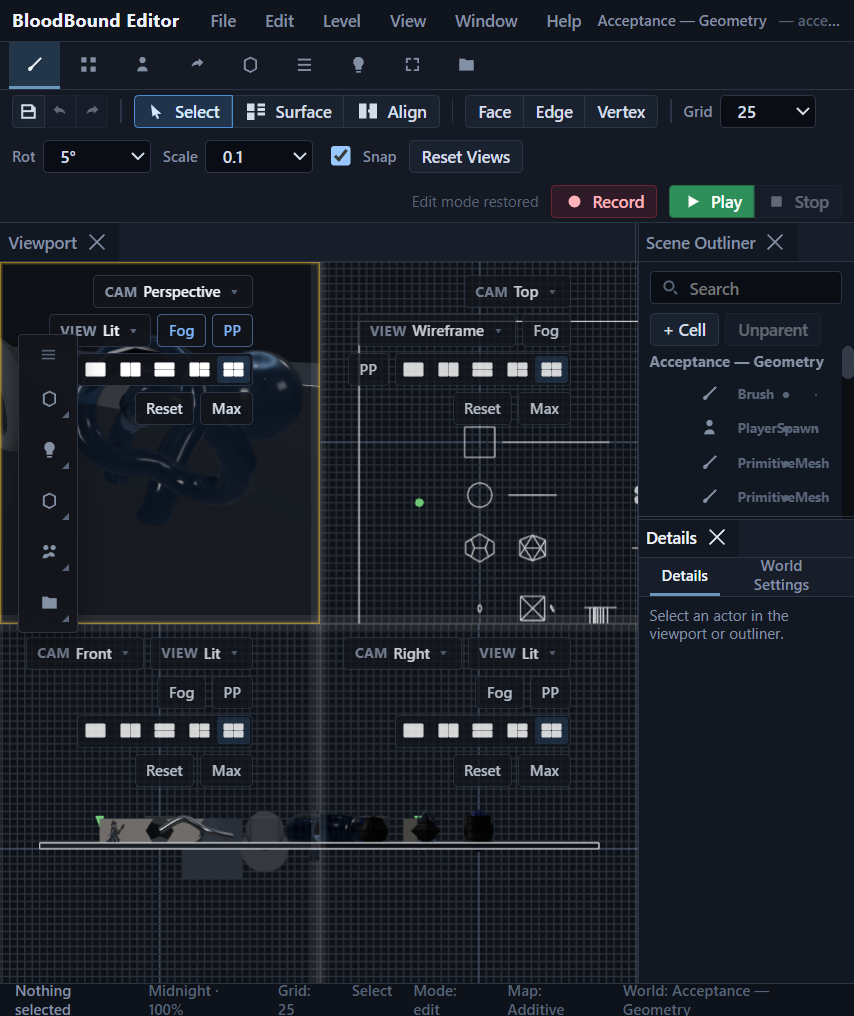 BloodBound Editor File Edit Level View Window Help Acceptance — Geometry — acce...
Select Surface Align Face Edge Vertex Grid 25
Rot 5° Scale 0.1 Snap Reset Views
Edit mode restored Record Play Stop
Viewport
Scene Outliner
CAM Perspective
CAM Top
Search
VIEW Lit Fog PP
VIEW Wireframe Fog
+ Cell Unparent
PP
Acceptance — Geometry
Reset Max
Reset Max
Brush
PlayerSpawn
PrimitiveMesh
PrimitiveMesh
Details
Details
World
Settings
Select an actor in the
viewport or outliner.
CAM Front VIEW Lit
CAM Right VIEW Lit
Fog PP
Fog PP
Reset Max
Reset Max
Nothing
selected
Midnight ·
100%
Grid:
25
Select
Mode:
edit
Map:
Additive
World: Acceptance —
Geometry